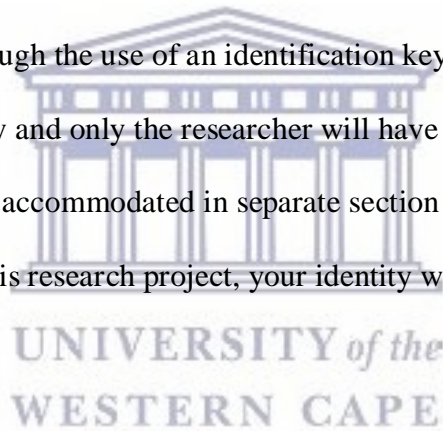 ugh the use of an identification key
y and only the researcher will have
accommodated in separate section
is research project, your identity w
UNIVERSITY of the
WESTERN CAPE